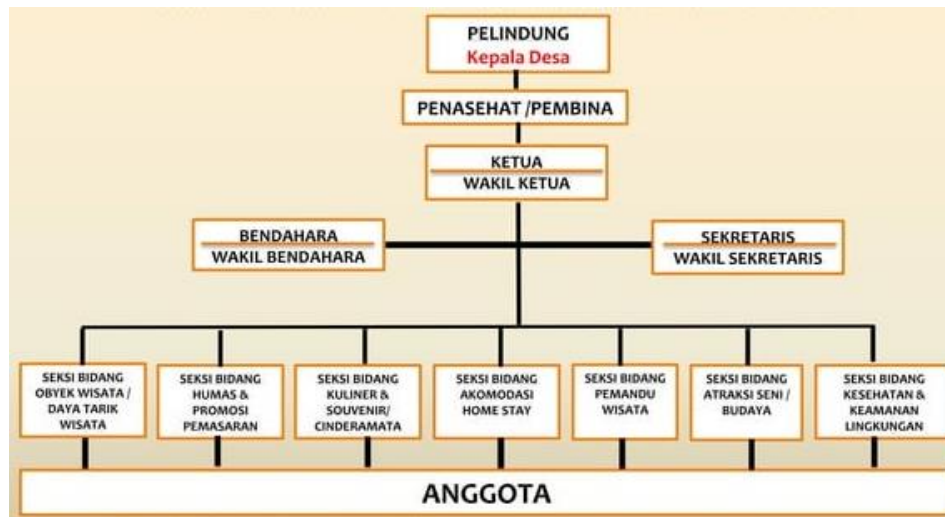 PELINDUNG
Kepala Desa
PENASEHAT /PEMBINA
KETUA
WAKIL KETUA
BENDAHARA
WAKIL BENDAHARA
SEKRETARIS
WAKIL SEKRETARIS
SEKSI BIDANG
OBYEK WISATA /
DAYA TARIK
WISATA
SEKSI BIDANG
HUMAS &
PROMOSI
PEMASARAN
SEKSI BIDANG
KULINER &
SOUVENIR/
CINDERAMATA
SEKSI BIDANG
AKOMODASI
HOME STAY
SEKSI BIDANG
PEMANDU
WISATA
SEKSI BIDANG
ATRAKSI SENI /
BUDAYA
SEKSI BIDANG
KESEHATAN &
KEAMANAN
LINGKUNGAN
ANGGOTA